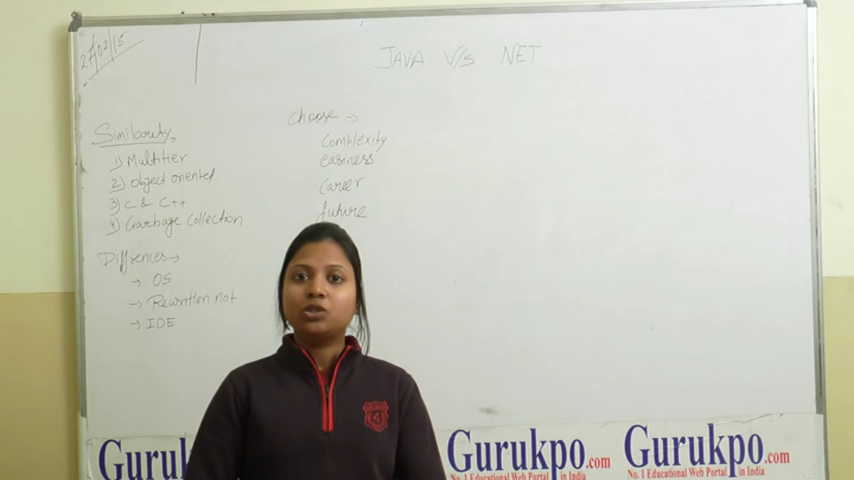 27/02/15
JAVA V/s NET
Similarity,
1) Multitier
2) Object oriented
3) C & C++
4) Garbage Collection
Diffrences→
→ OS
→ Rewritten not
→ IDE
Choose →
Complexity
easiness
Career
future
Guruk
Gurukpo.com
No. 1 Educational Web Portal in India
Gurukpo.com
No. 1 Educational Web Portal in India